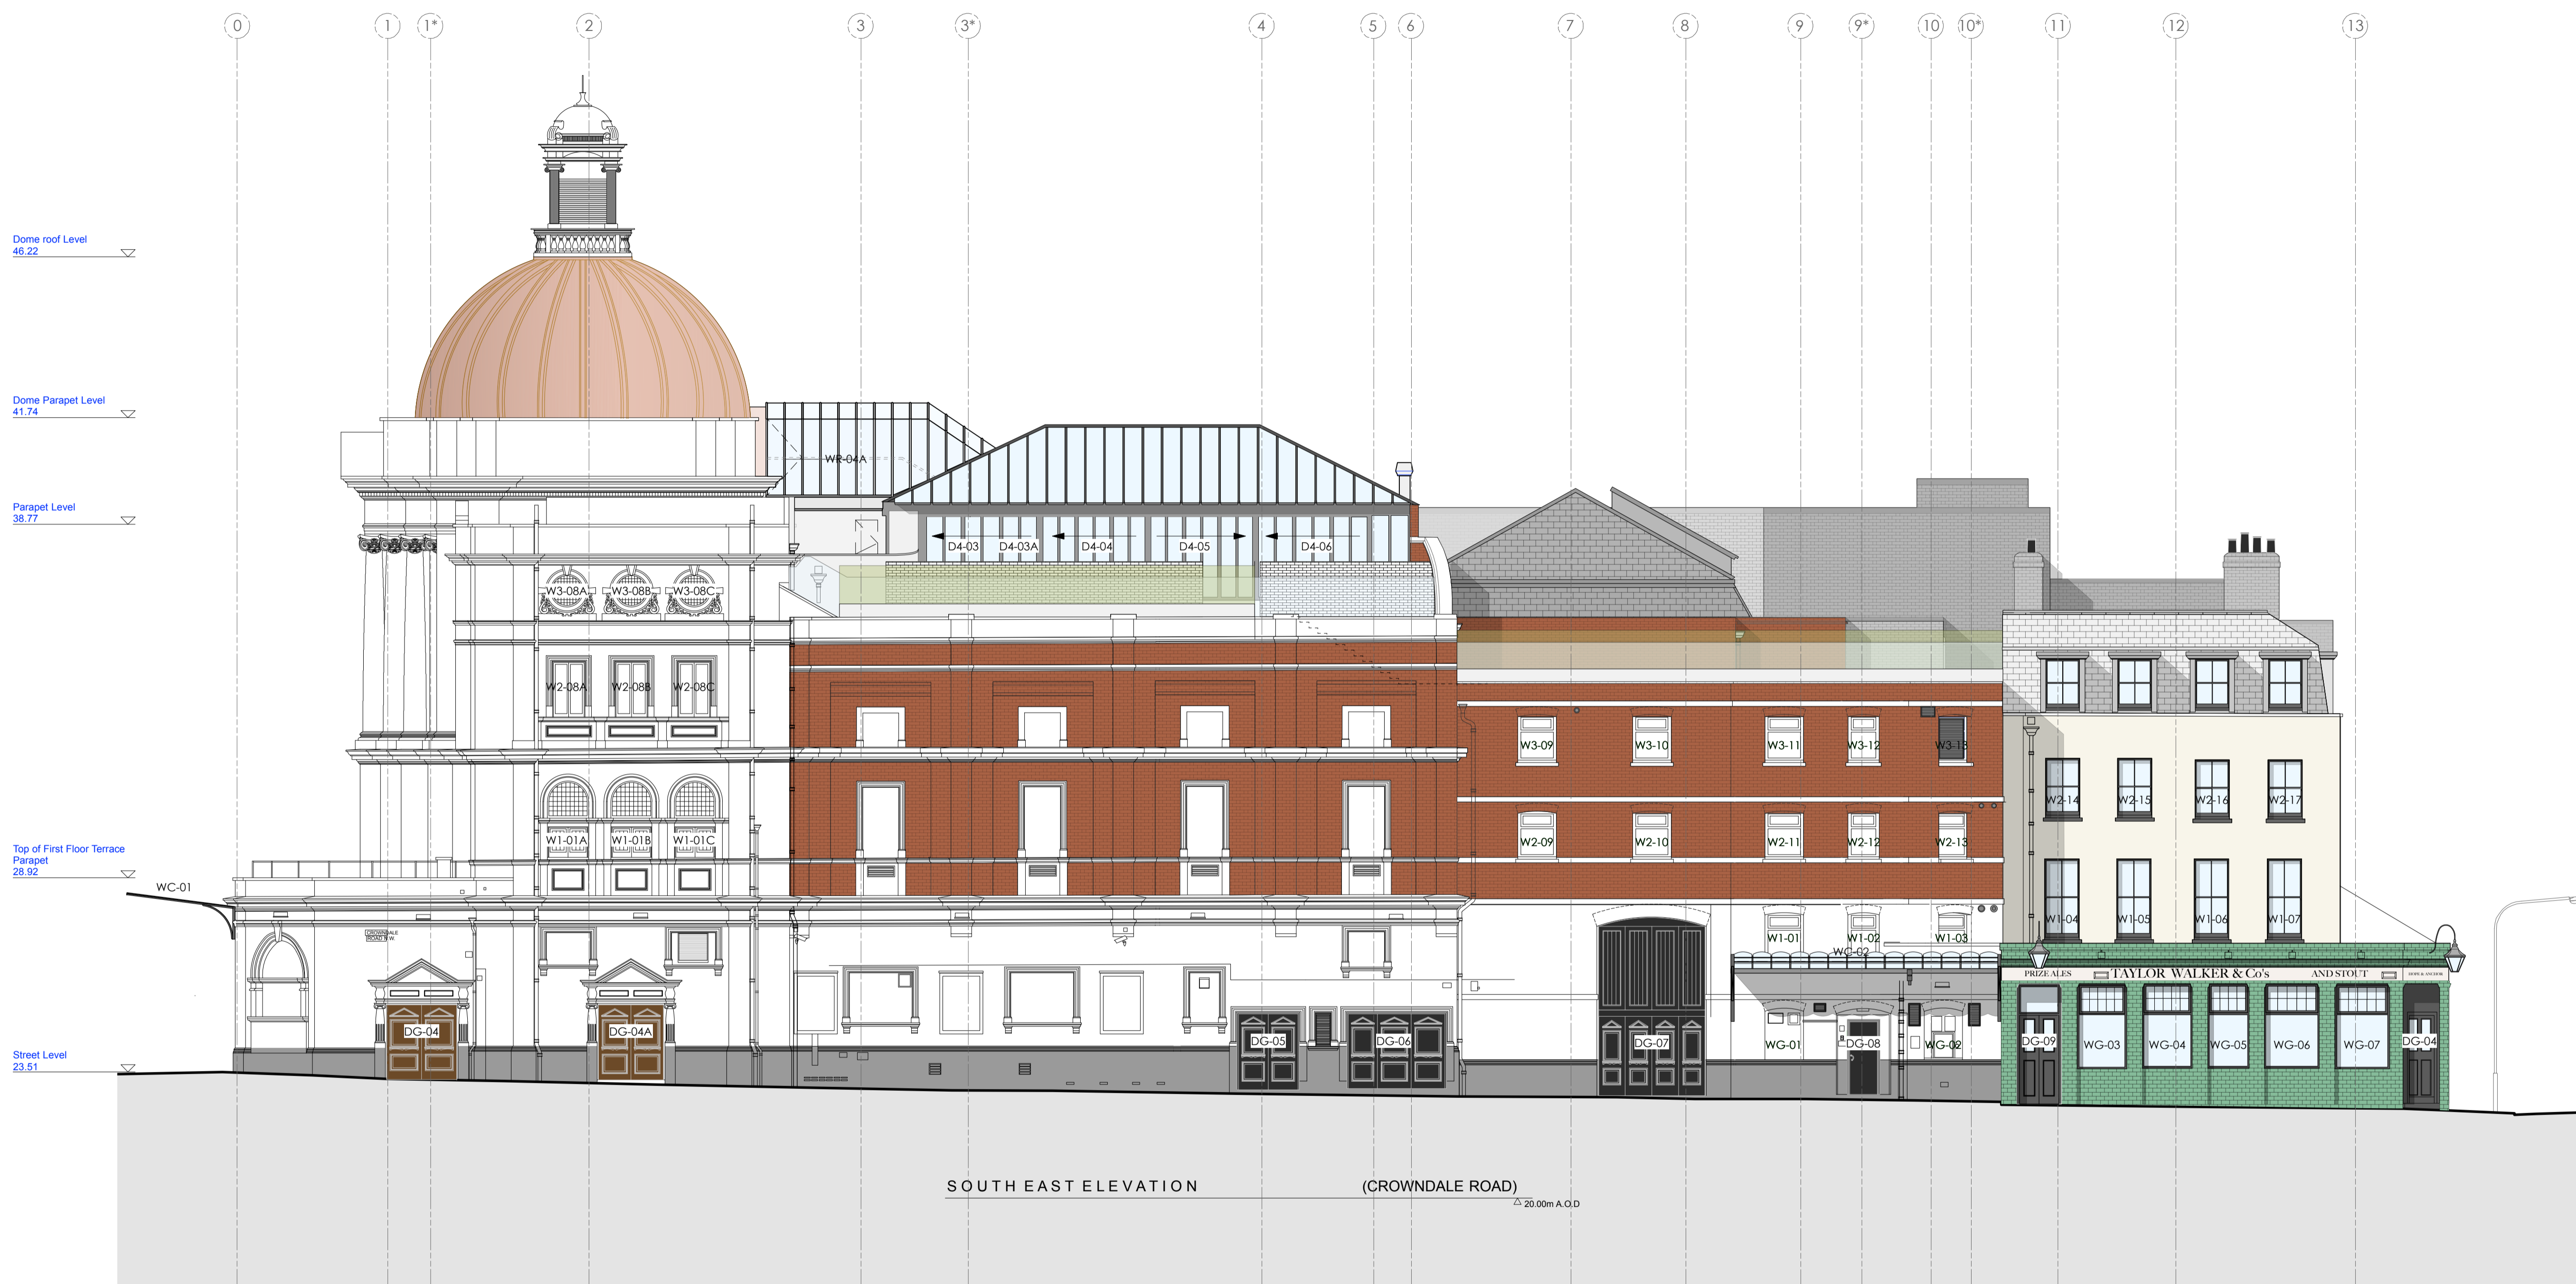 0 1 1* 2 3 3* 4 5 6 7 8 9 9* 10 10* 11 12 13
Dome roof Level
46.22
Dome Parapet Level
41.74
WR-04A
Parapet Level
38.77
D4-03 D4-03A D4-04 D4-05 D4-06
W3-08A W3-08B W3-08C
W2-08A W2-08B W2-08C
W3-09 W3-10 W3-11 W3-12 W3-13
W2-14 W2-15 W2-16 W2-17
W1-01A W1-01B W1-01C
W2-09 W2-10 W2-11 W2-12 W2-13
Top of First Floor Terrace
Parapet
28.92
WC-01
W1-04 W1-05 W1-06 W1-07
CROWNDALE
ROAD N.W.
W1-01 W1-02 W1-03
WC-02
PRIZE ALES TAYLOR WALKER & Co's AND STOUT HOPE & ANCHOR
DG-04 DG-04A
DG-05 DG-06 DG-07 WG-01 DG-08 WG-02 DG-09 WG-03 WG-04 WG-05 WG-06 WG-07 DG-04
Street Level
23.51
SOUTH EAST ELEVATION (CROWNDALE ROAD)
20.00m A.O.D